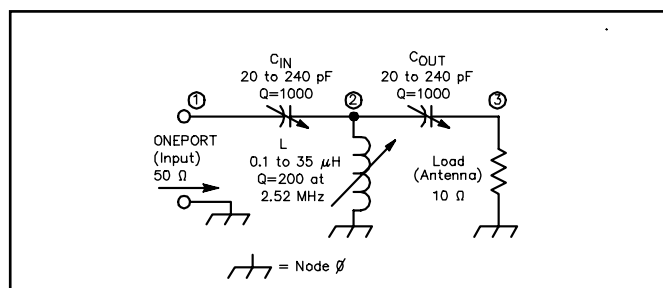 C_IN
20 to 240 pF
Q=1000
C_OUT
20 to 240 pF
Q=1000
1
2
3
ONEPORT
(Input)
50 Ω
L
0.1 to 35 μH
Q=200 at
2.52 MHz
Load
(Antenna)
10 Ω
= Node Ø